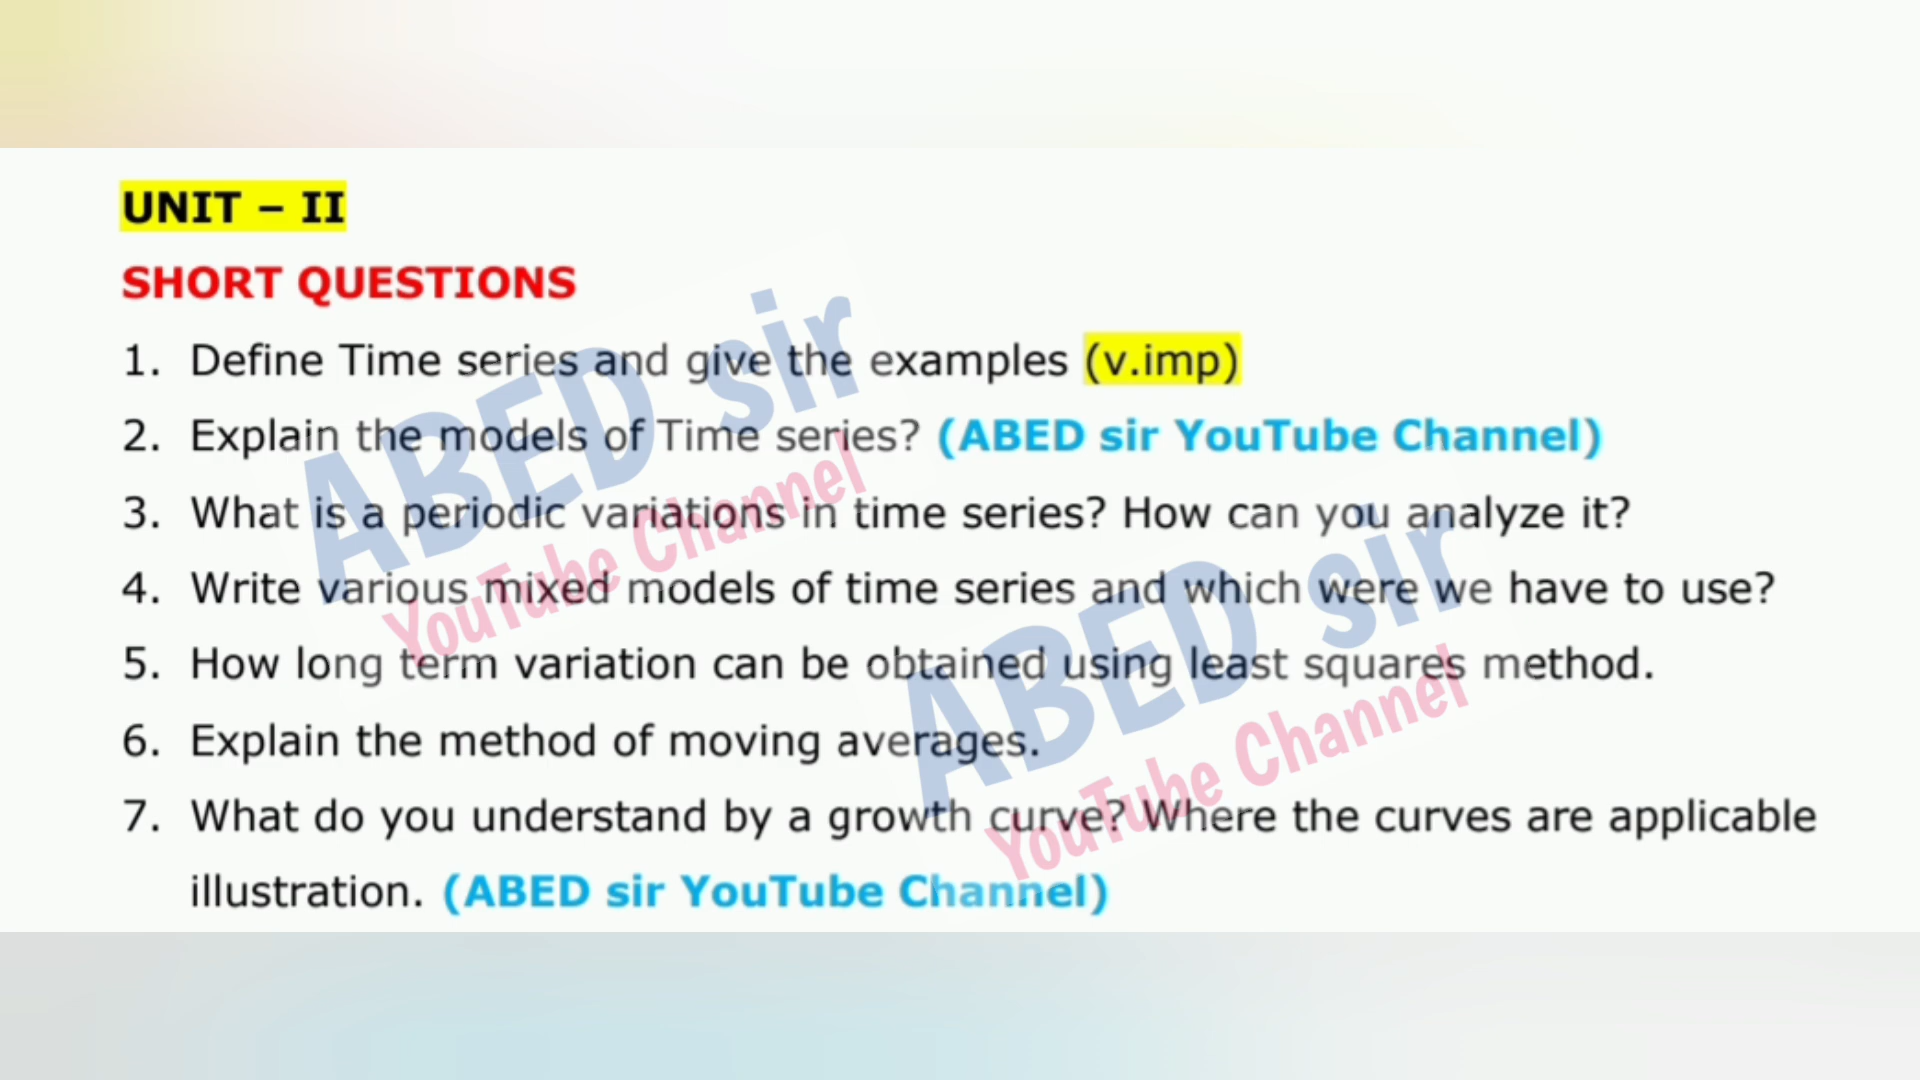 UNIT – II
SHORT QUESTIONS
1. Define Time series and give the examples (v.imp)
2. Explain the models of Time series? (ABED sir YouTube Channel)
3. What is a periodic variations in time series? How can you analyze it?
4. Write various mixed models of time series and which were we have to use?
5. How long term variation can be obtained using least squares method.
6. Explain the method of moving averages.
7. What do you understand by a growth curve? Where the curves are applicable
illustration. (ABED sir YouTube Channel)
ABED sir
YouTube Channel
ABED sir
YouTube Channel